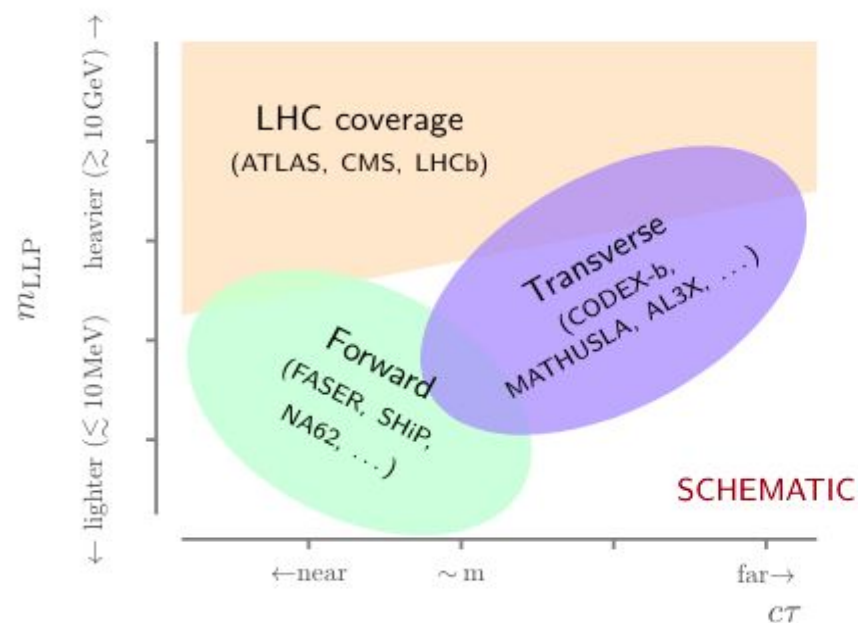 ← lighter (≲ 10 MeV)    heavier (≳ 10 GeV) →
m_LLP
LHC coverage
(ATLAS, CMS, LHCb)
Transverse
(CODEX-b,
MATHUSLA, AL3X, ...)
Forward
(FASER, SHiP,
NA62, ...)
SCHEMATIC
←near    ∼ m    far→
cτ